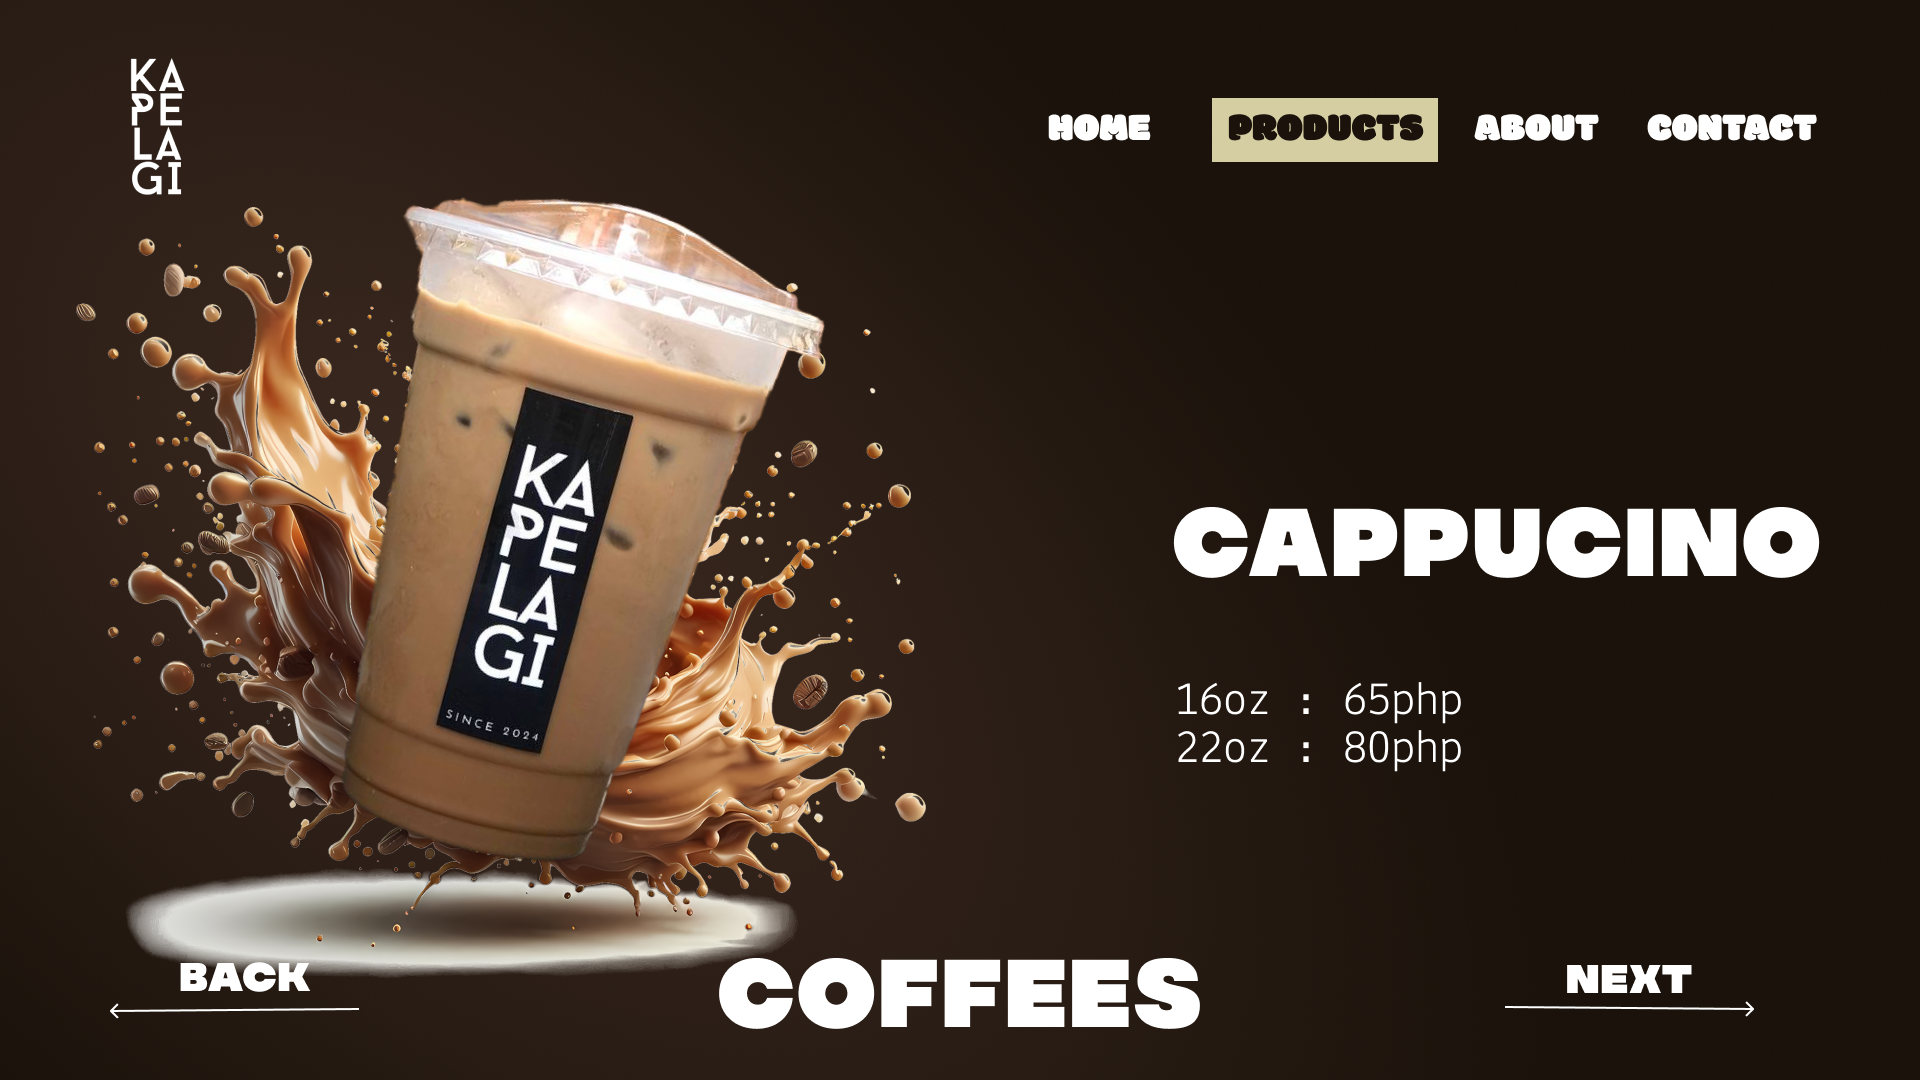 KA
PE
LA
GI
HOME PRODUCTS ABOUT CONTACT
KA
PE
LA
GI
SINCE 2024
CAPPUCINO
16oz : 65php
22oz : 80php
BACK
COFFEES
NEXT